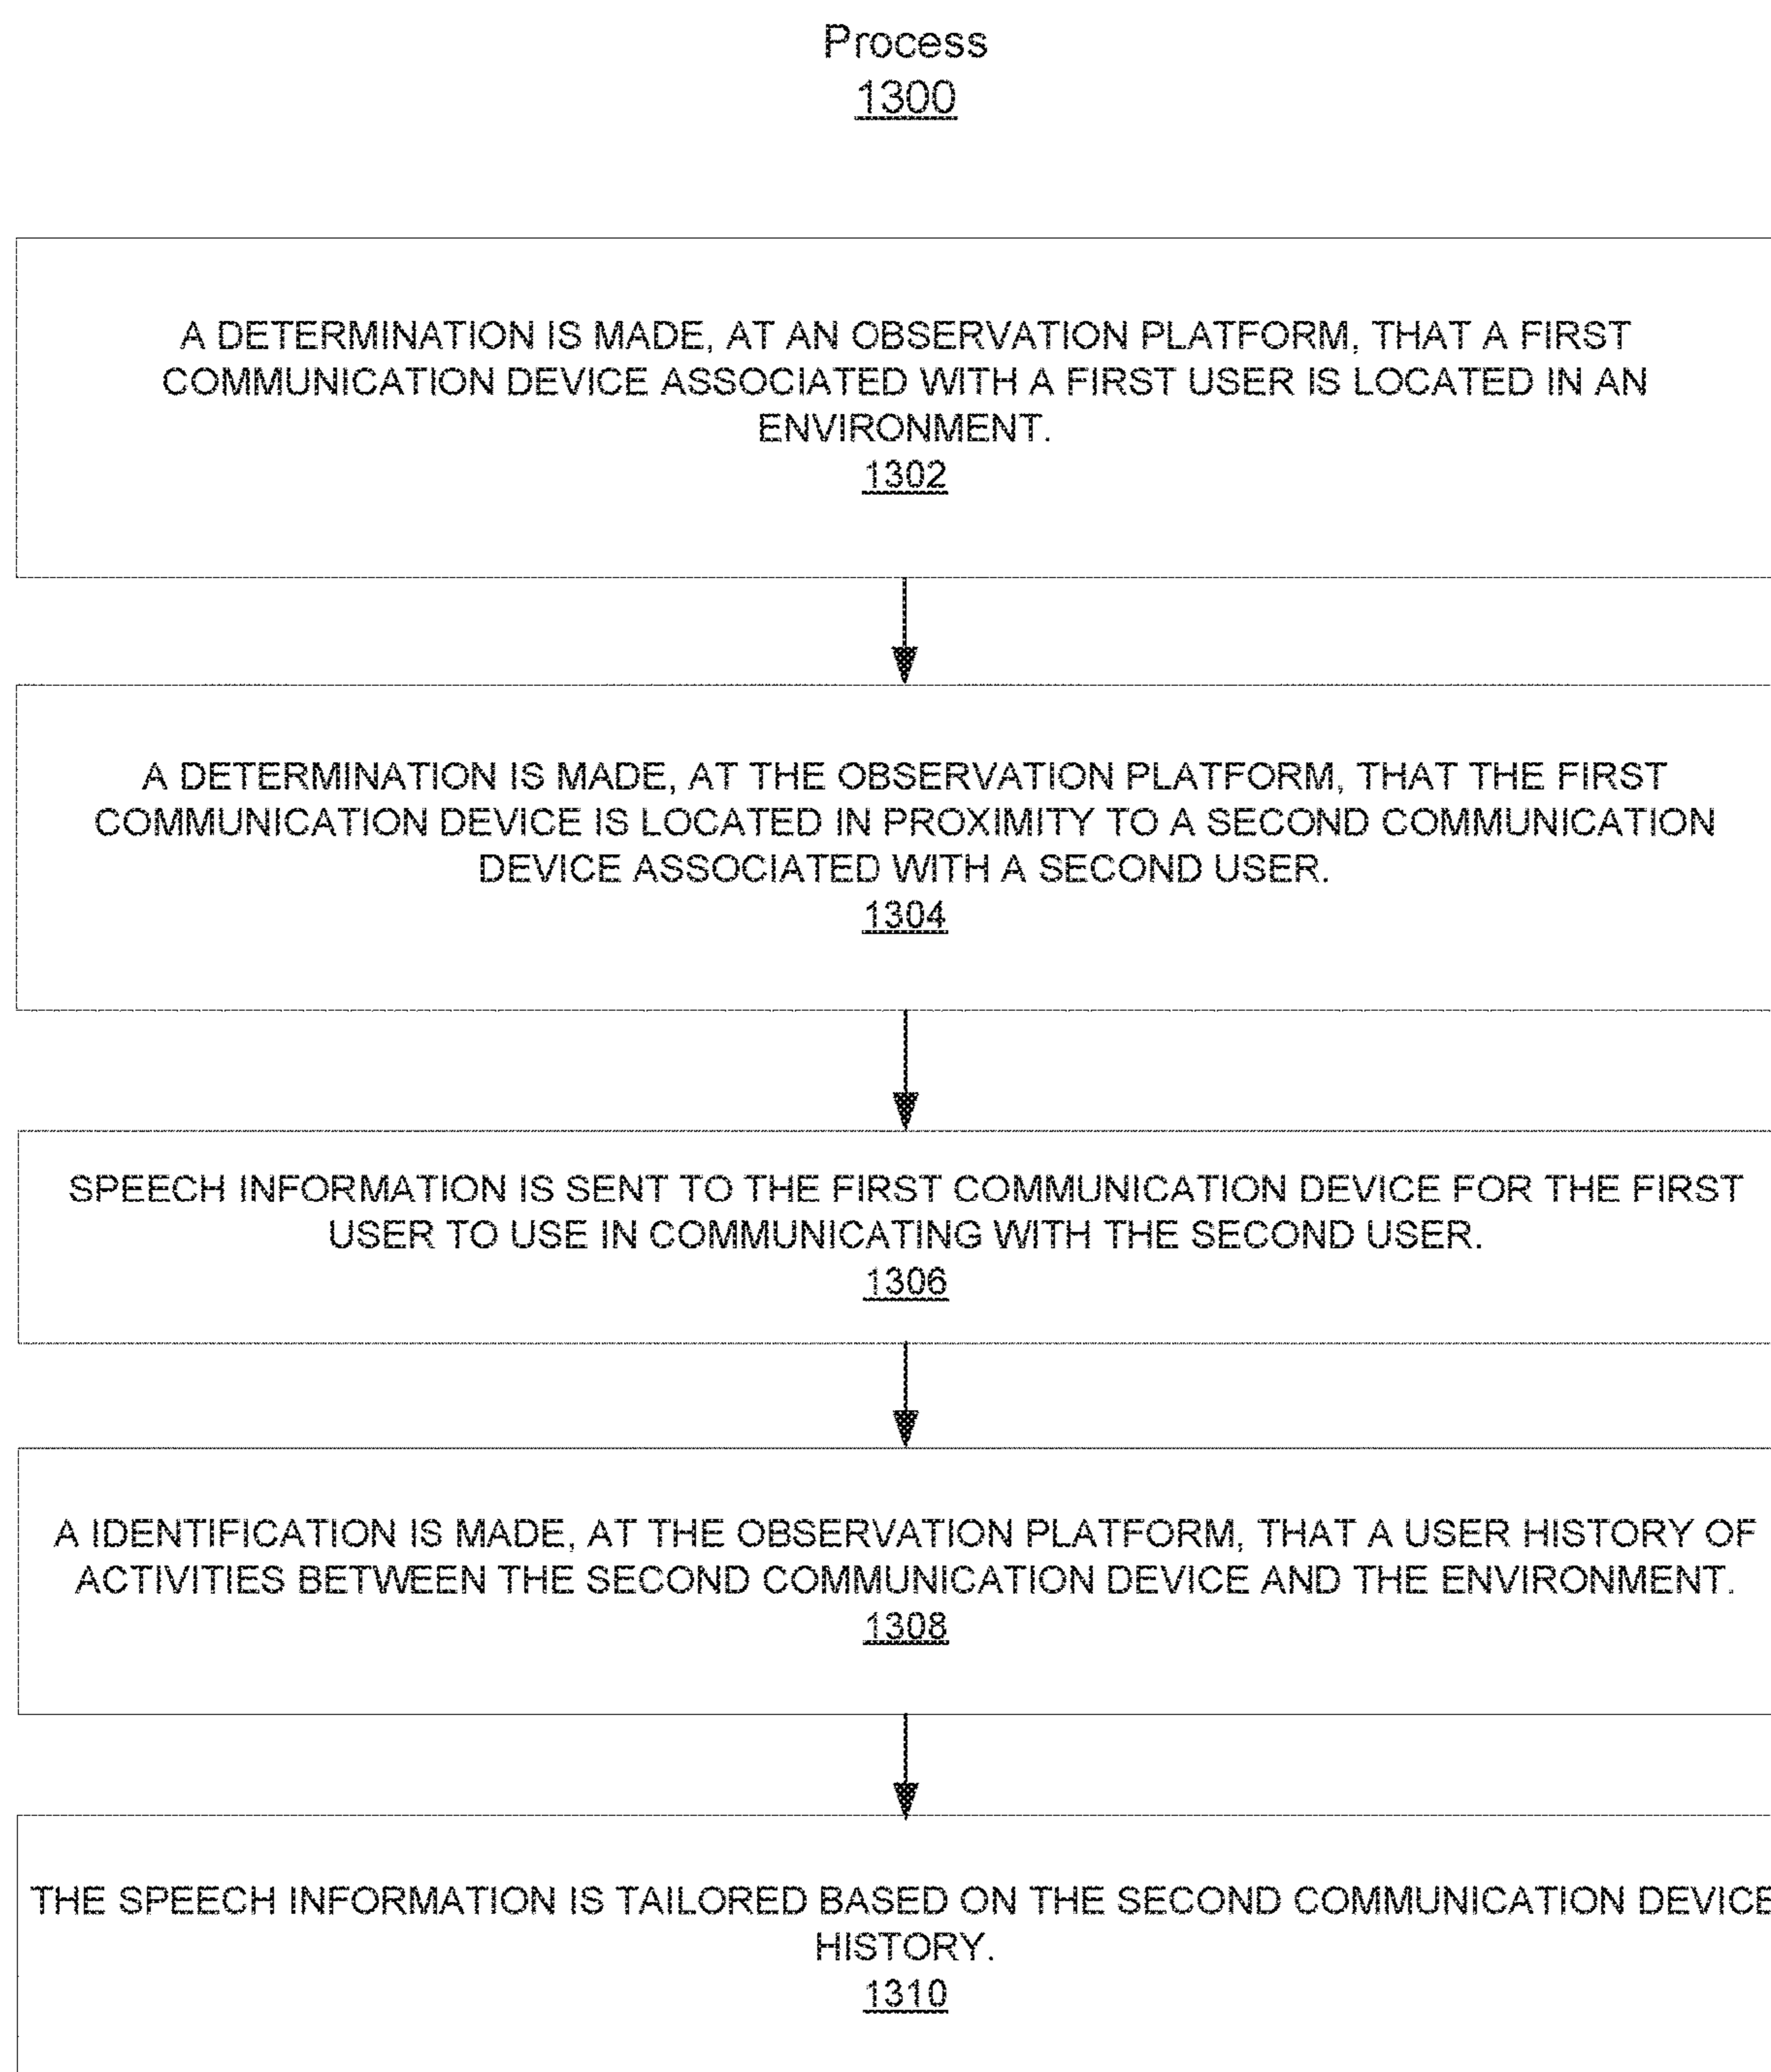 Process
1300
A DETERMINATION IS MADE, AT AN OBSERVATION PLATFORM, THAT A FIRST
COMMUNICATION DEVICE ASSOCIATED WITH A FIRST USER IS LOCATED IN AN
ENVIRONMENT.
1302
A DETERMINATION IS MADE, AT THE OBSERVATION PLATFORM, THAT THE FIRST
COMMUNICATION DEVICE IS LOCATED IN PROXIMITY TO A SECOND COMMUNICATION
DEVICE ASSOCIATED WITH A SECOND USER.
1304
SPEECH INFORMATION IS SENT TO THE FIRST COMMUNICATION DEVICE FOR THE FIRST
USER TO USE IN COMMUNICATING WITH THE SECOND USER.
1306
A IDENTIFICATION IS MADE, AT THE OBSERVATION PLATFORM, THAT A USER HISTORY OF
ACTIVITIES BETWEEN THE SECOND COMMUNICATION DEVICE AND THE ENVIRONMENT.
1308
THE SPEECH INFORMATION IS TAILORED BASED ON THE SECOND COMMUNICATION DEVICE
HISTORY.
1310